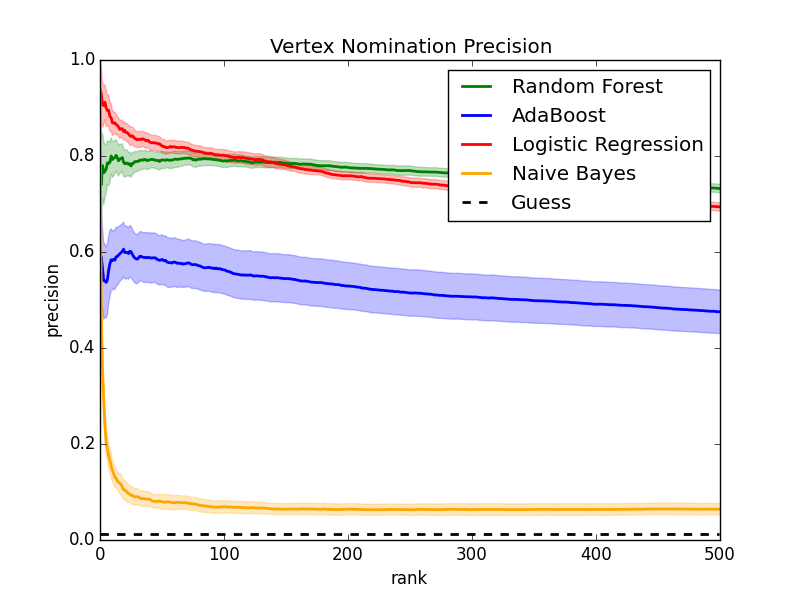 Vertex Nomination Precision
1.0
0.8
0.6
0.4
0.2
0.0
precision
Random Forest
AdaBoost
Logistic Regression
Naive Bayes
Guess
0 100 200 300 400 500
rank